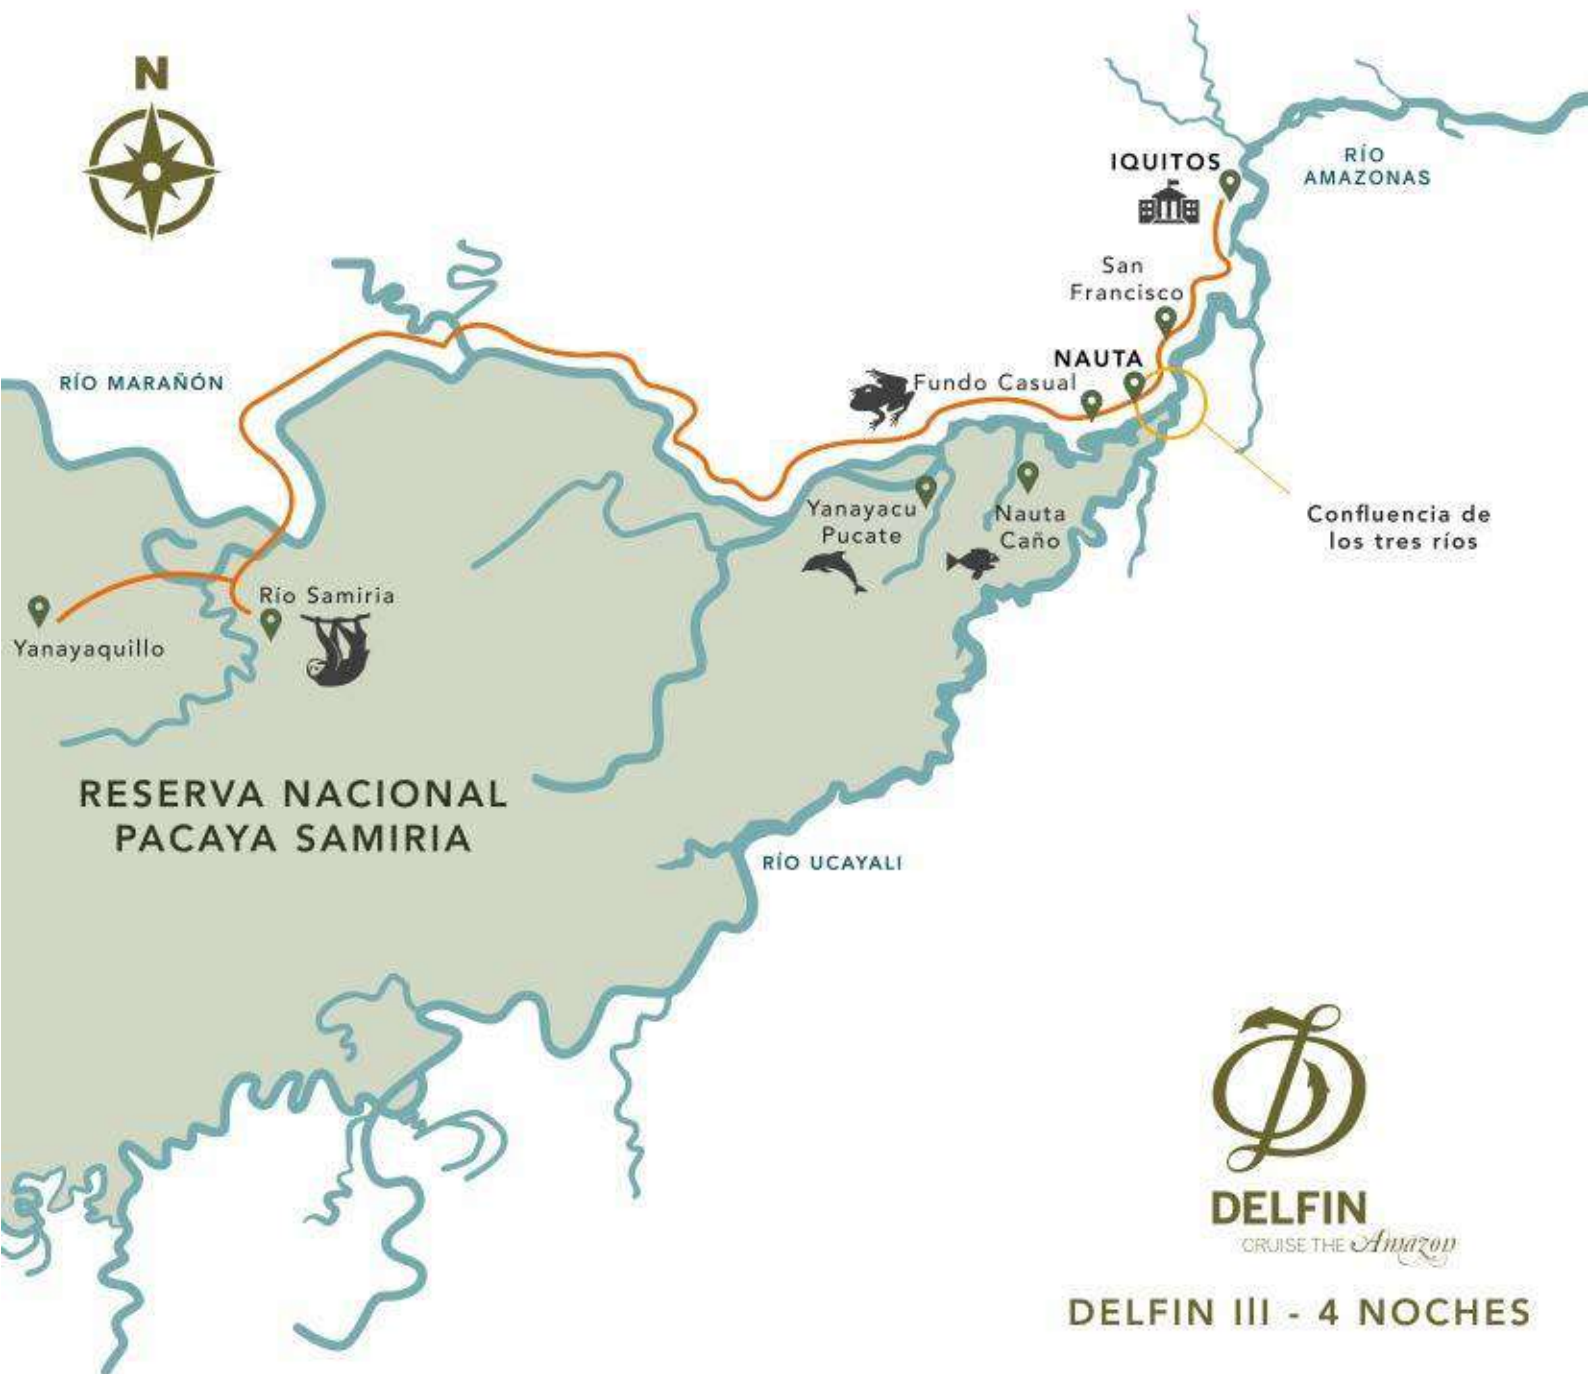 N
IQUITOS
RÍO
AMAZONAS
San
Francisco
NAUTA
RÍO MARAÑÓN
Fundo Casual
Yanayacu
Pucate
Nauta
Caño
Confluencia de
los tres ríos
Río Samiria
Yanayaquillo
RESERVA NACIONAL
PACAYA SAMIRIA
RÍO UCAYALI
DELFIN
CRUISE THE Amazon
DELFIN III - 4 NOCHES